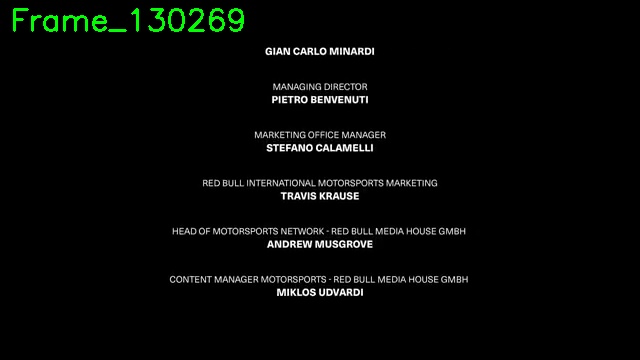 Frame_130269
GIAN CARLO MINARDI
MANAGING DIRECTOR
PIETRO BENVENUTI
MARKETING OFFICE MANAGER
STEFANO CALAMELLI
RED BULL INTERNATIONAL MOTORSPORTS MARKETING
TRAVIS KRAUSE
HEAD OF MOTORSPORTS NETWORK - RED BULL MEDIA HOUSE GMBH
ANDREW MUSGROVE
CONTENT MANAGER MOTORSPORTS - RED BULL MEDIA HOUSE GMBH
MIKLOS UDVARDI